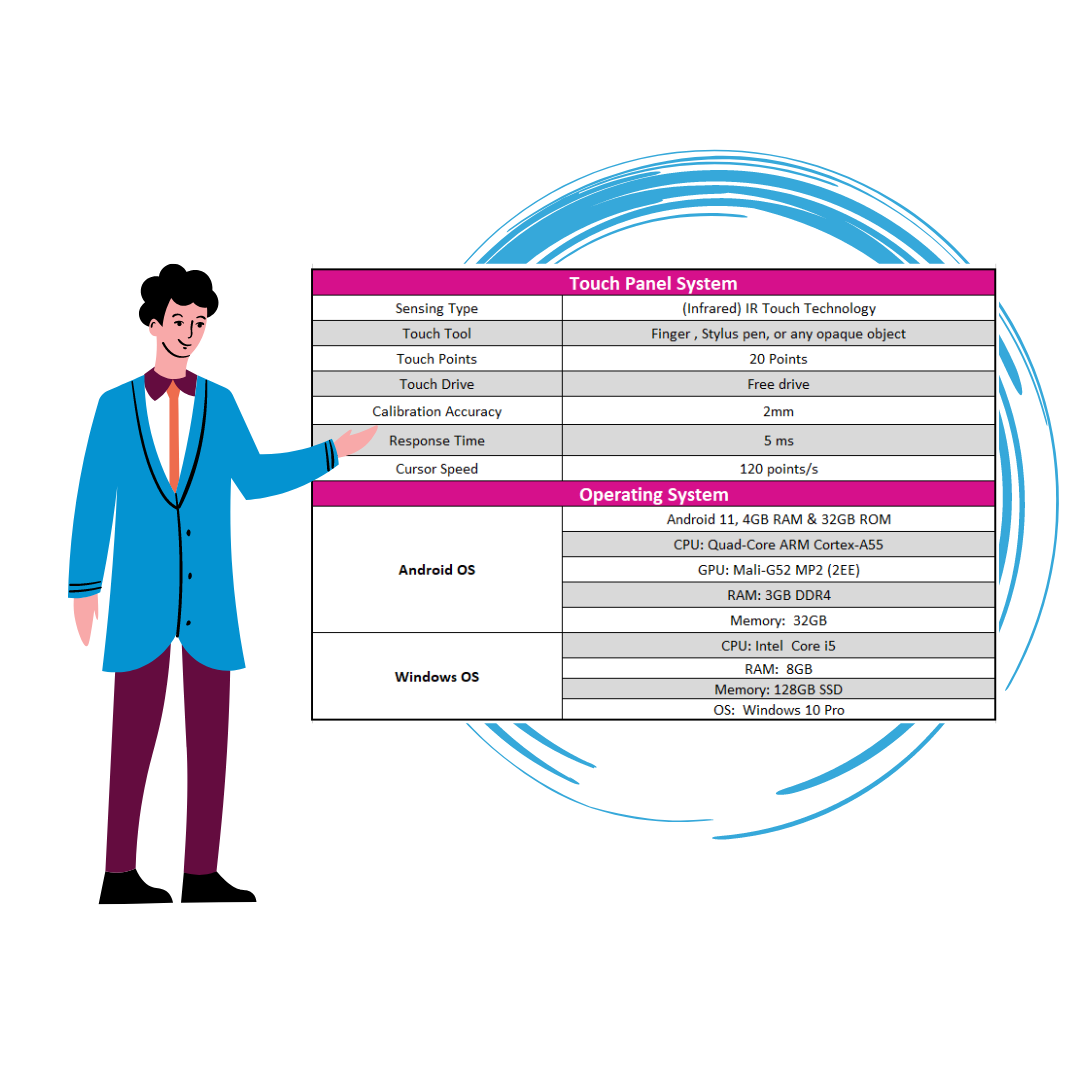 Touch Panel System
Sensing Type (Infrared) IR Touch Technology
Touch Tool Finger , Stylus pen, or any opaque object
Touch Points 20 Points
Touch Drive Free drive
Calibration Accuracy 2mm
Response Time 5 ms
Cursor Speed 120 points/s
Operating System
Android OS
Android 11, 4GB RAM & 32GB ROM
CPU: Quad-Core ARM Cortex-A55
GPU: Mali-G52 MP2 (2EE)
RAM: 3GB DDR4
Memory: 32GB
Windows OS
CPU: Intel Core i5
RAM: 8GB
Memory: 128GB SSD
OS: Windows 10 Pro